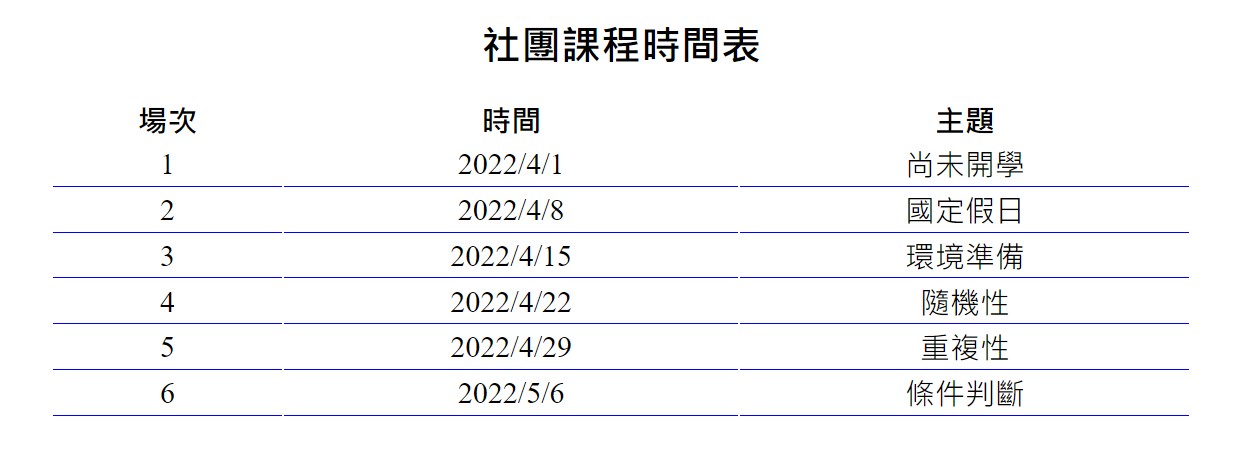 社團課程時間表
場次 時間 主題
1 2022/4/1 尚未開學
2 2022/4/8 國定假日
3 2022/4/15 環境準備
4 2022/4/22 隨機性
5 2022/4/29 重複性
6 2022/5/6 條件判斷